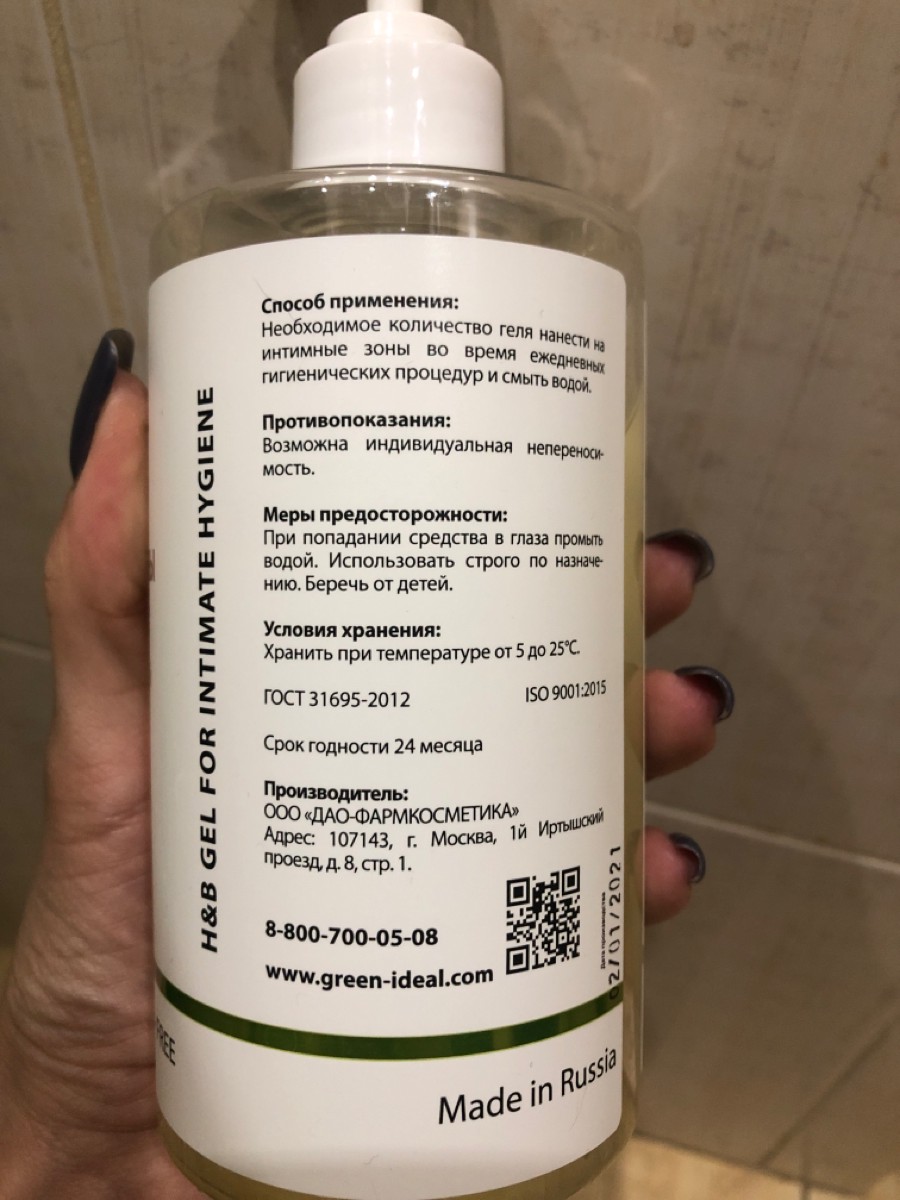 Способ применения:
Необходимое количество геля нанести на
интимные зоны во время ежедневных
гигиенических процедур и смыть водой.
Противопоказания:
Возможна индивидуальная непереноси-
мость.
Меры предосторожности:
При попадании средства в глаза промыть
водой. Использовать строго по назначе-
нию. Беречь от детей.
Условия хранения:
Хранить при температуре от 5 до 25°С.
ГОСТ 31695-2012 ISO 9001:2015
Срок годности 24 месяца
Производитель:
ООО «ДАО-ФАРМКОСМЕТИКА»
Адрес: 107143, г. Москва, 1й Иртышский
проезд, д. 8, стр. 1.
8-800-700-05-08
www.green-ideal.com
Дата производства
02/01/2021
H&B GEL FOR INTIMATE HYGIENE
FREE
Made in Russia